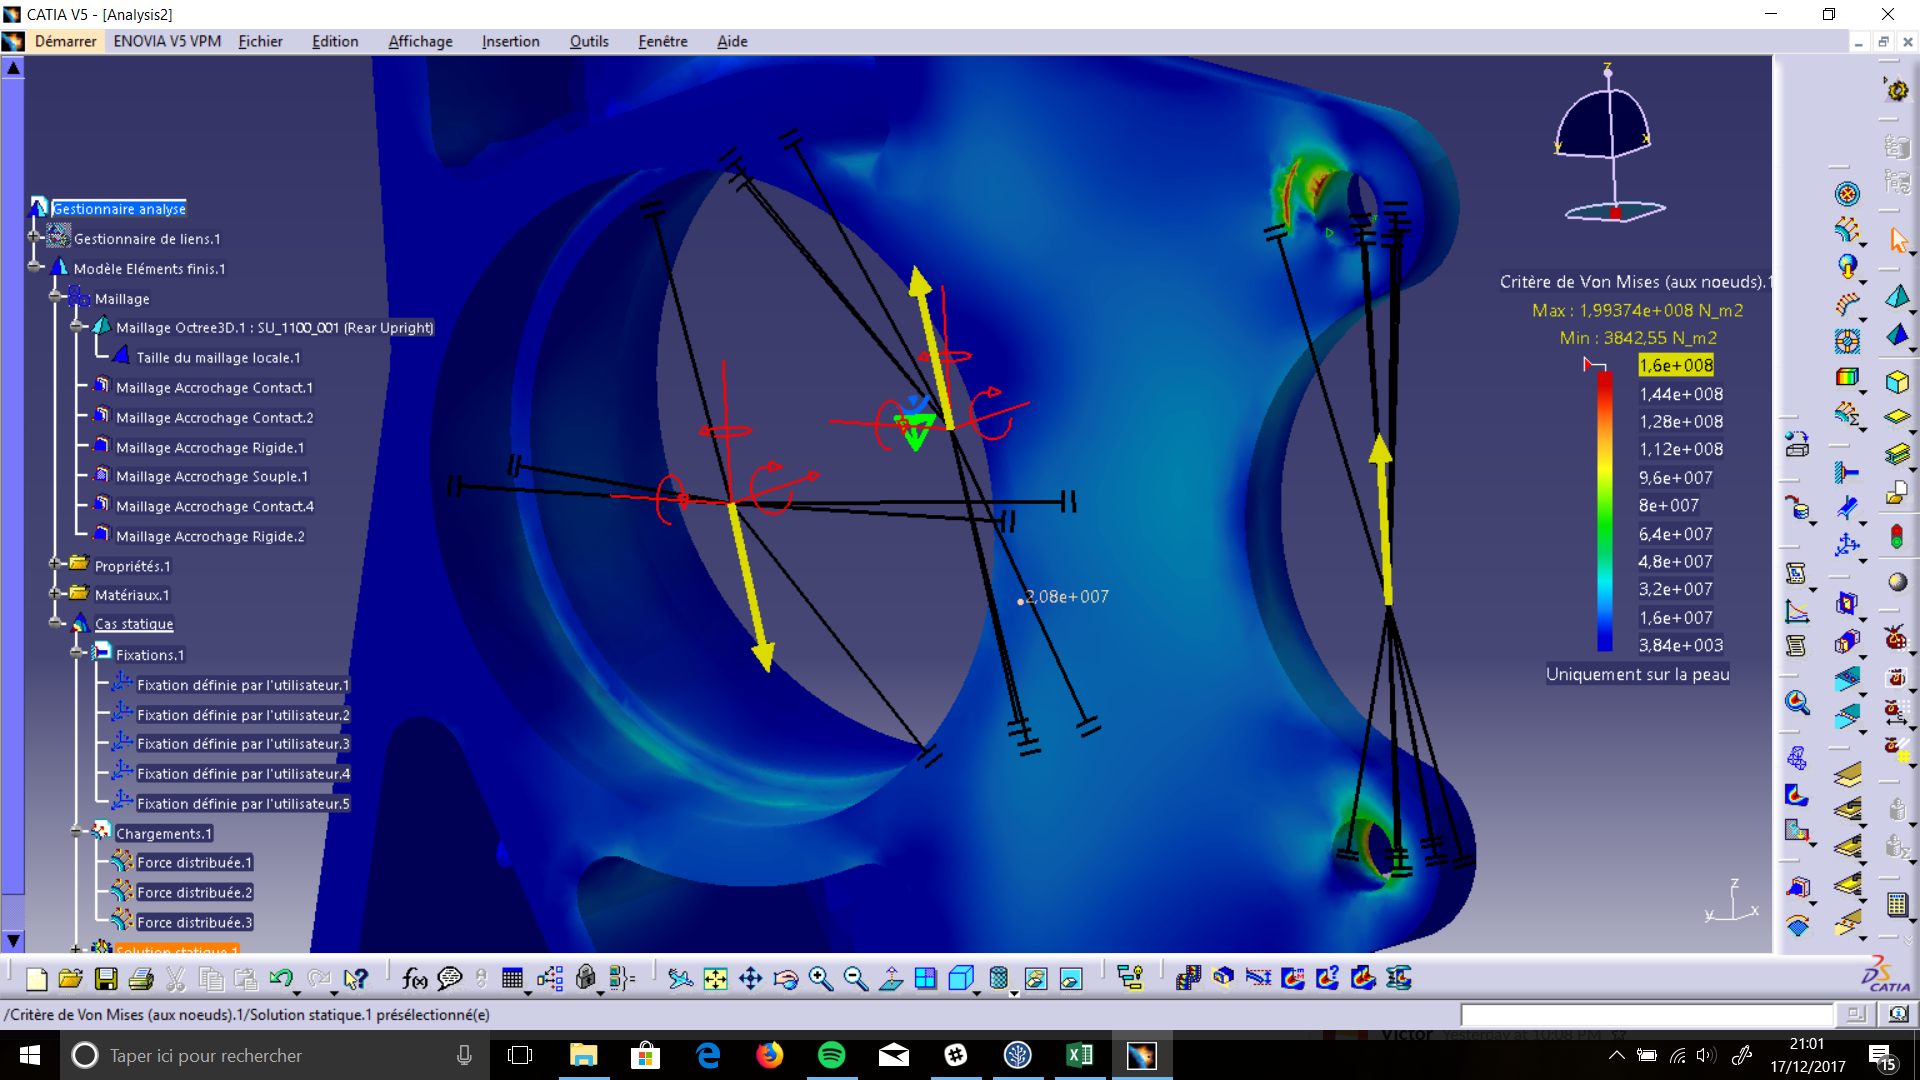 CATIA V5 - [Analysis2]
Démarrer ENOVIA V5 VPM Fichier Edition Affichage Insertion Outils Fenêtre Aide
Gestionnaire analyse
Gestionnaire de liens.1
Modèle Eléments finis.1
Maillage
Maillage Octree3D.1 : SU_1100_001 (Rear Upright)
Taille du maillage locale.1
Maillage Accrochage Contact.1
Maillage Accrochage Contact.2
Maillage Accrochage Rigide.1
Maillage Accrochage Souple.1
Maillage Accrochage Contact.4
Maillage Accrochage Rigide.2
Propriétés.1
Matériaux.1
Cas statique
Fixations.1
Fixation définie par l'utilisateur.1
Fixation définie par l'utilisateur.2
Fixation définie par l'utilisateur.3
Fixation définie par l'utilisateur.4
Fixation définie par l'utilisateur.5
Chargements.1
Force distribuée.1
Force distribuée.2
Force distribuée.3
Solution statique.1
2,08e+007
z
y
x
Critère de Von Mises (aux noeuds).1
Max : 1,99374e+008 N_m2
Min : 3842,55 N_m2
1,6e+008
1,44e+008
1,28e+008
1,12e+008
9,6e+007
8e+007
6,4e+007
4,8e+007
3,2e+007
1,6e+007
3,84e+003
Uniquement sur la peau
z
y
x
f(x)
CATIA
/Critère de Von Mises (aux noeuds).1/Solution statique.1 présélectionné(e)
Victor Yesterday at 10:08 PM
Taper ici pour rechercher
21:01
17/12/2017
15